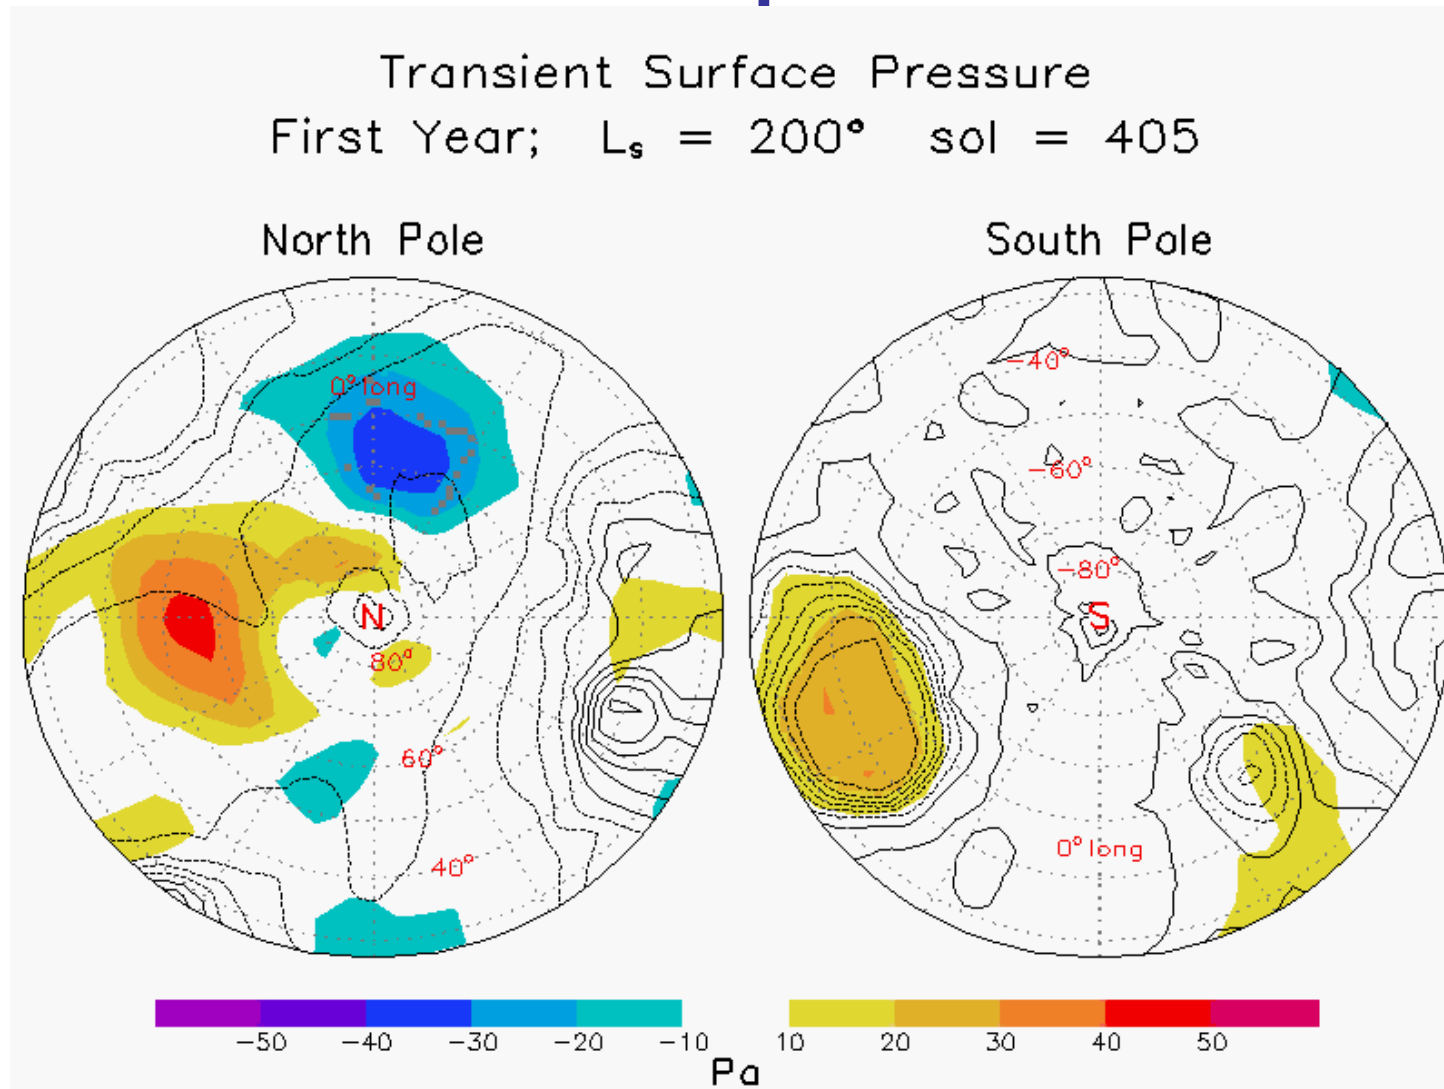 Transient Surface Pressure
First Year; Lₛ = 200° sol = 405
North Pole
South Pole
0° long
N
80°
60°
40°
-40°
-60°
-80°
S
0° long
-50 -40 -30 -20 -10
10 20 30 40 50
Pa